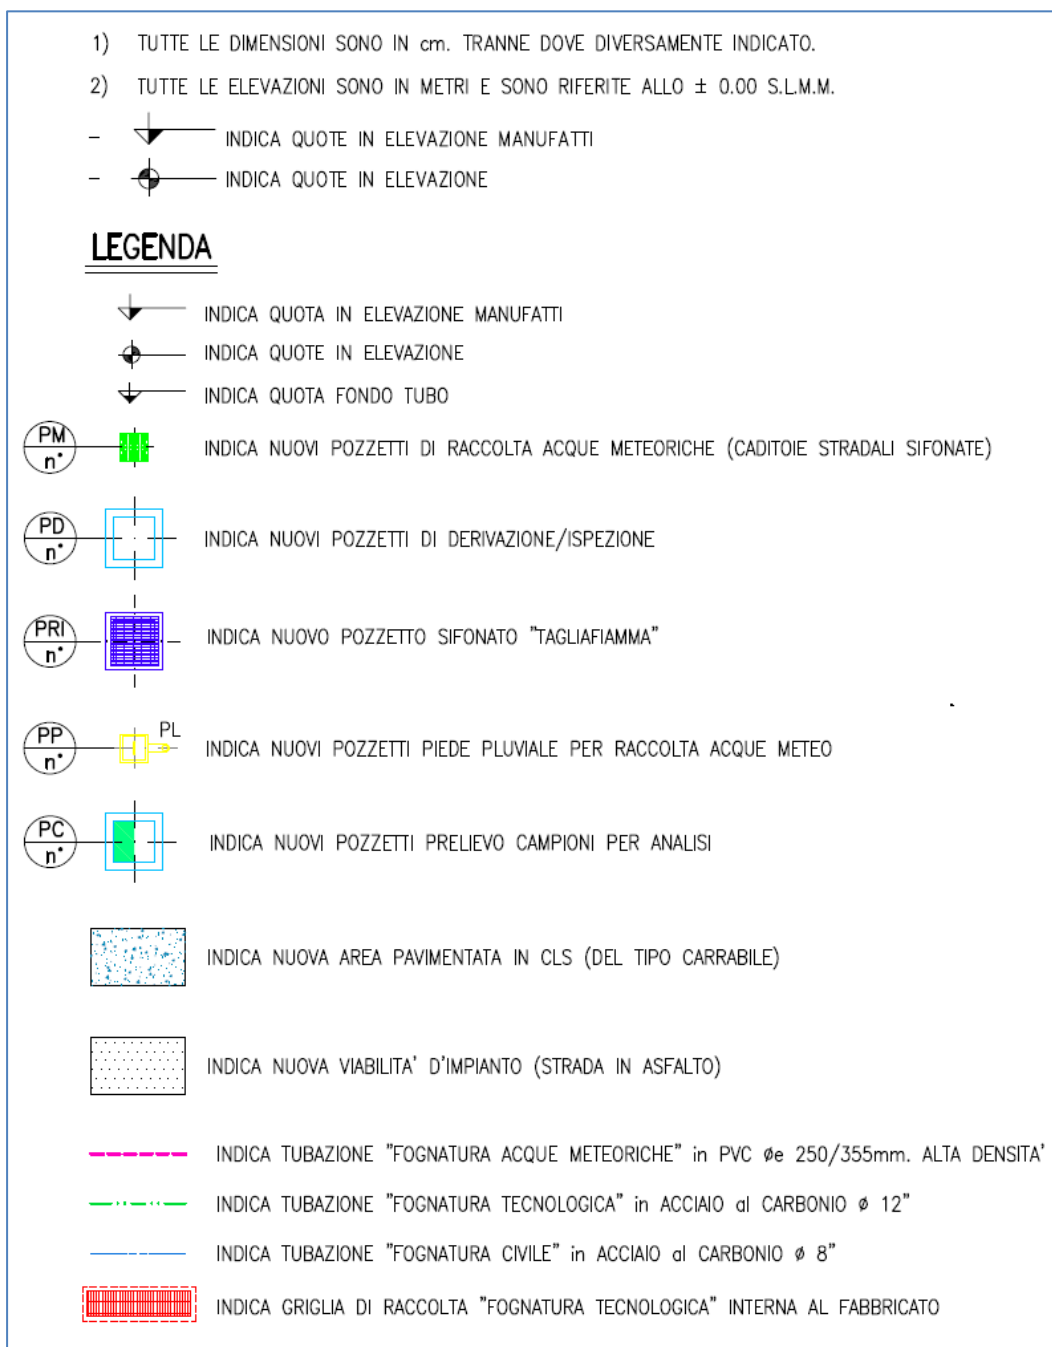 1) TUTTE LE DIMENSIONI SONO IN cm. TRANNE DOVE DIVERSAMENTE INDICATO.
2) TUTTE LE ELEVAZIONI SONO IN METRI E SONO RIFERITE ALLO ± 0.00 S.L.M.M.
– INDICA QUOTE IN ELEVAZIONE MANUFATTI
– INDICA QUOTE IN ELEVAZIONE
LEGENDA
INDICA QUOTA IN ELEVAZIONE MANUFATTI
INDICA QUOTE IN ELEVAZIONE
INDICA QUOTA FONDO TUBO
PM n° INDICA NUOVI POZZETTI DI RACCOLTA ACQUE METEORICHE (CADITOIE STRADALI SIFONATE)
PD n° INDICA NUOVI POZZETTI DI DERIVAZIONE/ISPEZIONE
PRI n° INDICA NUOVO POZZETTO SIFONATO "TAGLIAFIAMMA"
PP n° PL INDICA NUOVI POZZETTI PIEDE PLUVIALE PER RACCOLTA ACQUE METEO
PC n° INDICA NUOVI POZZETTI PRELIEVO CAMPIONI PER ANALISI
INDICA NUOVA AREA PAVIMENTATA IN CLS (DEL TIPO CARRABILE)
INDICA NUOVA VIABILITA' D'IMPIANTO (STRADA IN ASFALTO)
INDICA TUBAZIONE "FOGNATURA ACQUE METEORICHE" in PVC øe 250/355mm. ALTA DENSITA'
INDICA TUBAZIONE "FOGNATURA TECNOLOGICA" in ACCIAIO al CARBONIO ø 12"
INDICA TUBAZIONE "FOGNATURA CIVILE" in ACCIAIO al CARBONIO ø 8"
INDICA GRIGLIA DI RACCOLTA "FOGNATURA TECNOLOGICA" INTERNA AL FABBRICATO